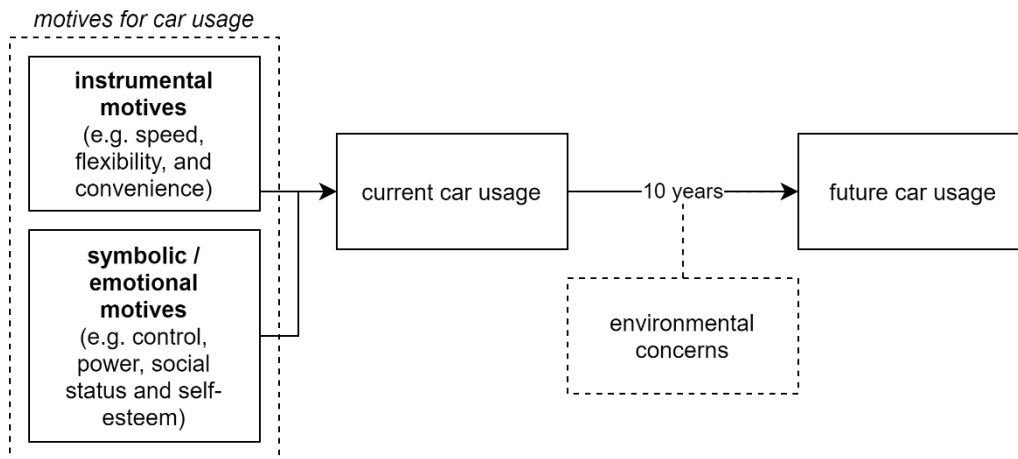 motives for car usage
instrumental
motives
(e.g. speed,
flexibility, and
convenience)
symbolic /
emotional
motives
(e.g. control,
power, social
status and self-
esteem)
current car usage
10 years
environmental
concerns
future car usage